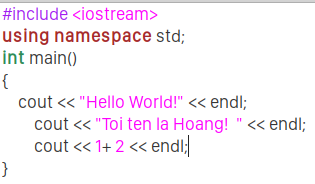 #include <iostream>
using namespace std;
int main()
{
    cout << "Hello World!" << endl;
        cout << "Toi ten la Hoang!  " << endl;
        cout << 1+ 2 << endl;
}